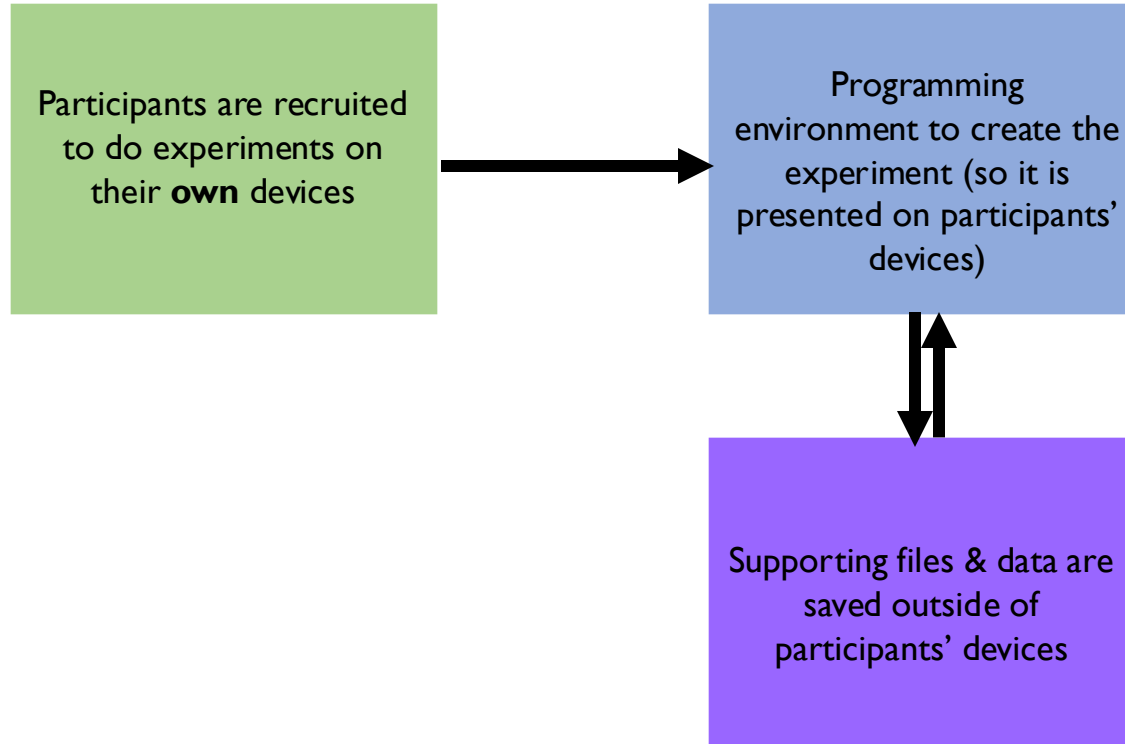 Participants are recruited
to do experiments on
their own devices
Programming
environment to create the
experiment (so it is
presented on participants’
devices)
Supporting files & data are
saved outside of
participants’ devices